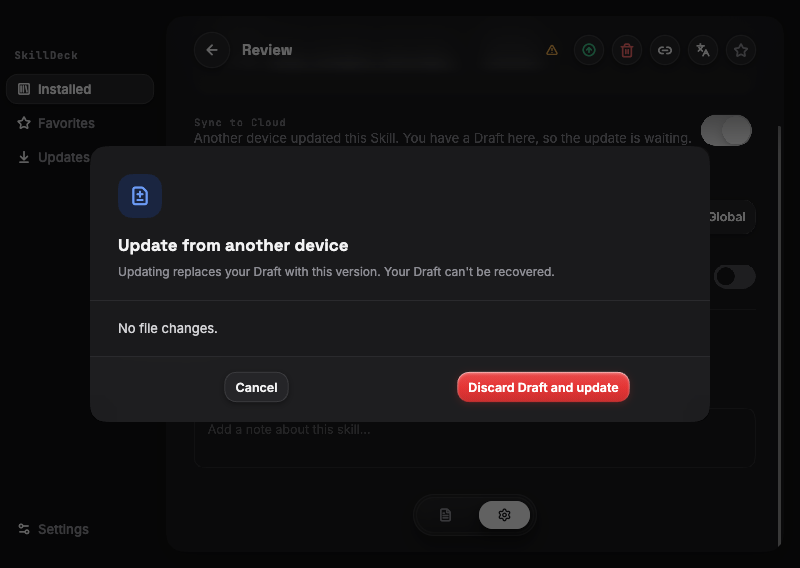 SkillDeck
Review
Installed
Favorites
Updates
Sync to Cloud
Another device updated this Skill. You have a Draft here, so the update is waiting.
Global
Update from another device
Updating replaces your Draft with this version. Your Draft can't be recovered.
No file changes.
Cancel
Discard Draft and update
Add a note about this skill...
Settings